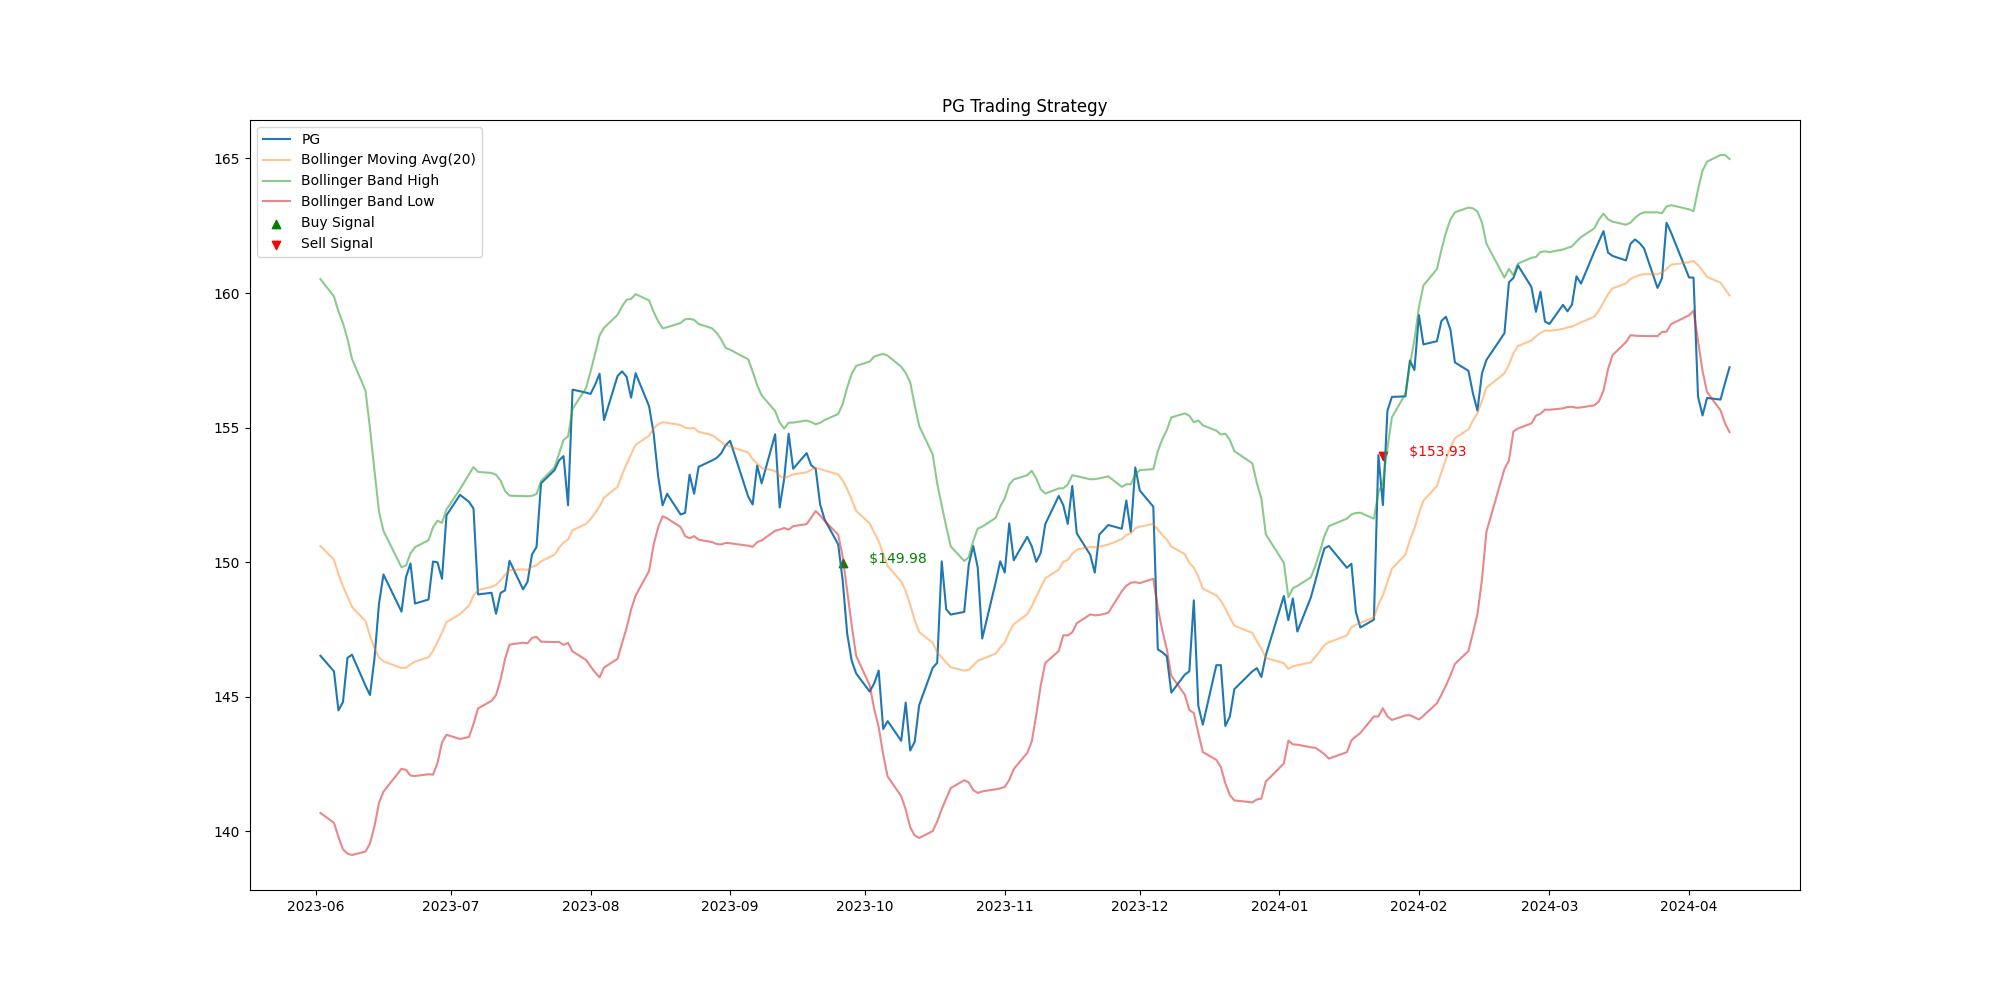 PG Trading Strategy
PG
Bollinger Moving Avg(20)
Bollinger Band High
Bollinger Band Low
Buy Signal
Sell Signal
165
160
155
150
145
140
$153.93
$149.98
2023-06
2023-07
2023-08
2023-09
2023-10
2023-11
2023-12
2024-01
2024-02
2024-03
2024-04